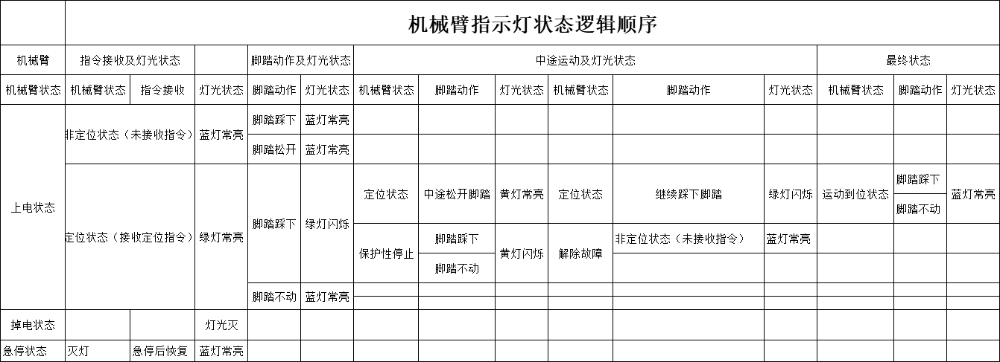 机械臂指示灯状态逻辑顺序
机械臂 指令接收及灯光状态 脚踏动作及灯光状态 中途运动及灯光状态 最终状态
机械臂状态 机械臂状态 指令接收 灯光状态 脚踏动作 灯光状态 机械臂状态 脚踏动作 灯光状态 机械臂状态 脚踏动作 灯光状态 机械臂状态 脚踏动作 灯光状态
上电状态
非定位状态（未接收指令） 蓝灯常亮
脚踏踩下 蓝灯常亮
脚踏松开 蓝灯常亮
定位状态（接收定位指令） 绿灯常亮
脚踏踩下 绿灯闪烁
定位状态 中途松开脚踏 黄灯常亮 定位状态 继续踩下脚踏 绿灯闪烁 运动到位状态
脚踏踩下
脚踏不动
蓝灯常亮
保护性停止
脚踏踩下
脚踏不动
黄灯闪烁 解除故障
非定位状态（未接收指令） 蓝灯常亮
脚踏不动 蓝灯常亮
掉电状态 灯光灭
急停状态 灭灯 急停后恢复 蓝灯常亮